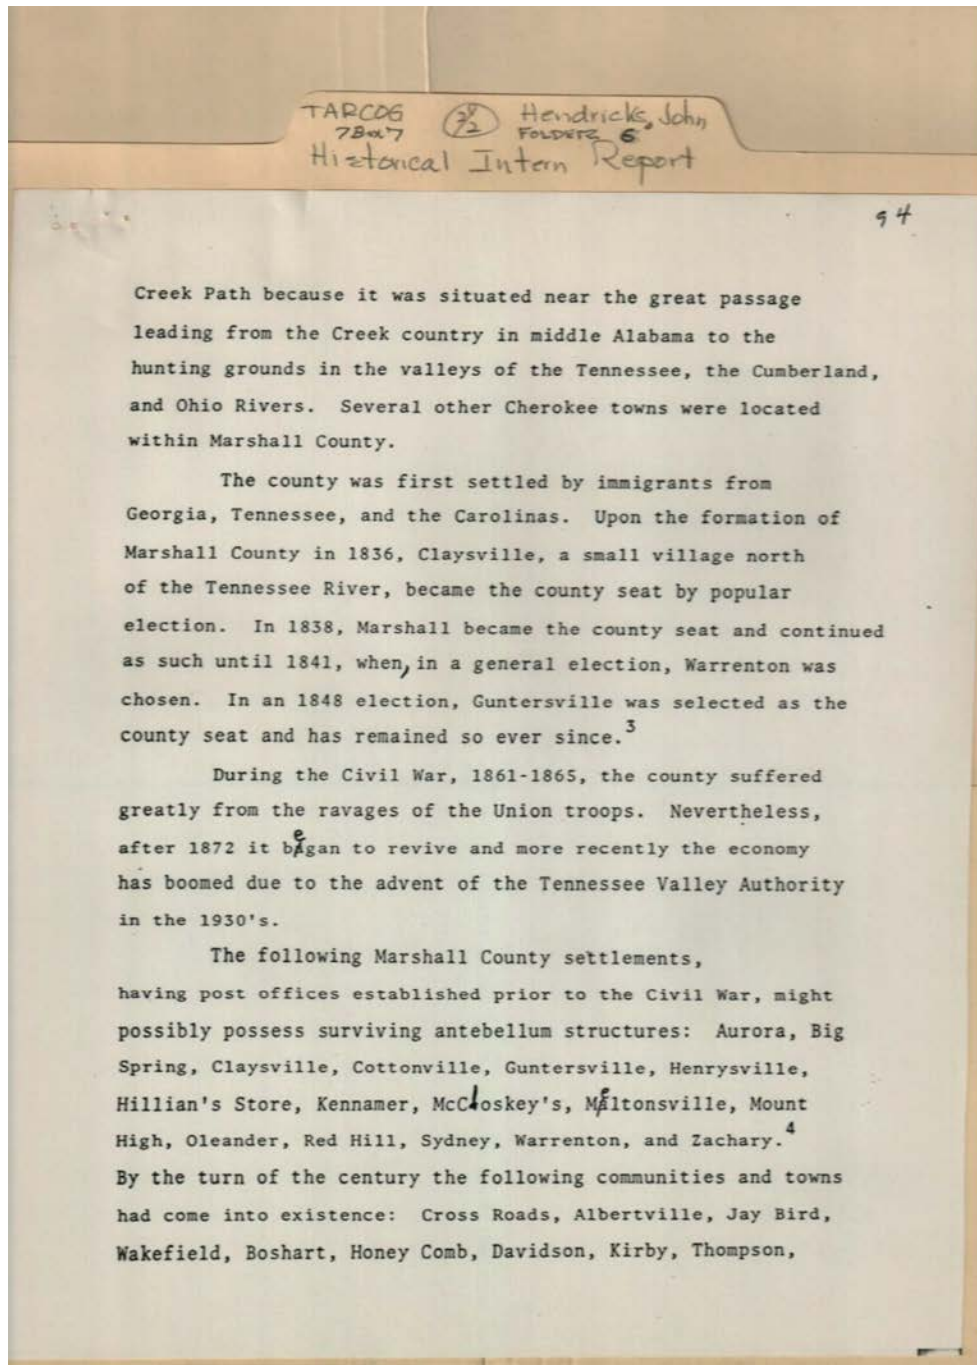 TARCOG
7Box7
Hendricks, John
FOLDER 6
Historical Intern Report
94
Creek Path because it was situated near the great passage
leading from the Creek country in middle Alabama to the
hunting grounds in the valleys of the Tennessee, the Cumberland,
and Ohio Rivers. Several other Cherokee towns were located
within Marshall County.
The county was first settled by immigrants from
Georgia, Tennessee, and the Carolinas. Upon the formation of
Marshall County in 1836, Claysville, a small village north
of the Tennessee River, became the county seat by popular
election. In 1838, Marshall became the county seat and continued
as such until 1841, when, in a general election, Warrenton was
chosen. In an 1848 election, Guntersville was selected as the
county seat and has remained so ever since.3
During the Civil War, 1861-1865, the county suffered
greatly from the ravages of the Union troops. Nevertheless,
after 1872 it began to revive and more recently the economy
has boomed due to the advent of the Tennessee Valley Authority
in the 1930's.
The following Marshall County settlements,
having post offices established prior to the Civil War, might
possibly possess surviving antebellum structures: Aurora, Big
Spring, Claysville, Cottonville, Guntersville, Henrysville,
Hillian's Store, Kennamer, McCloskey's, Meltonsville, Mount
High, Oleander, Red Hill, Sydney, Warrenton, and Zachary.4
By the turn of the century the following communities and towns
had come into existence: Cross Roads, Albertville, Jay Bird,
Wakefield, Boshart, Honey Comb, Davidson, Kirby, Thompson,